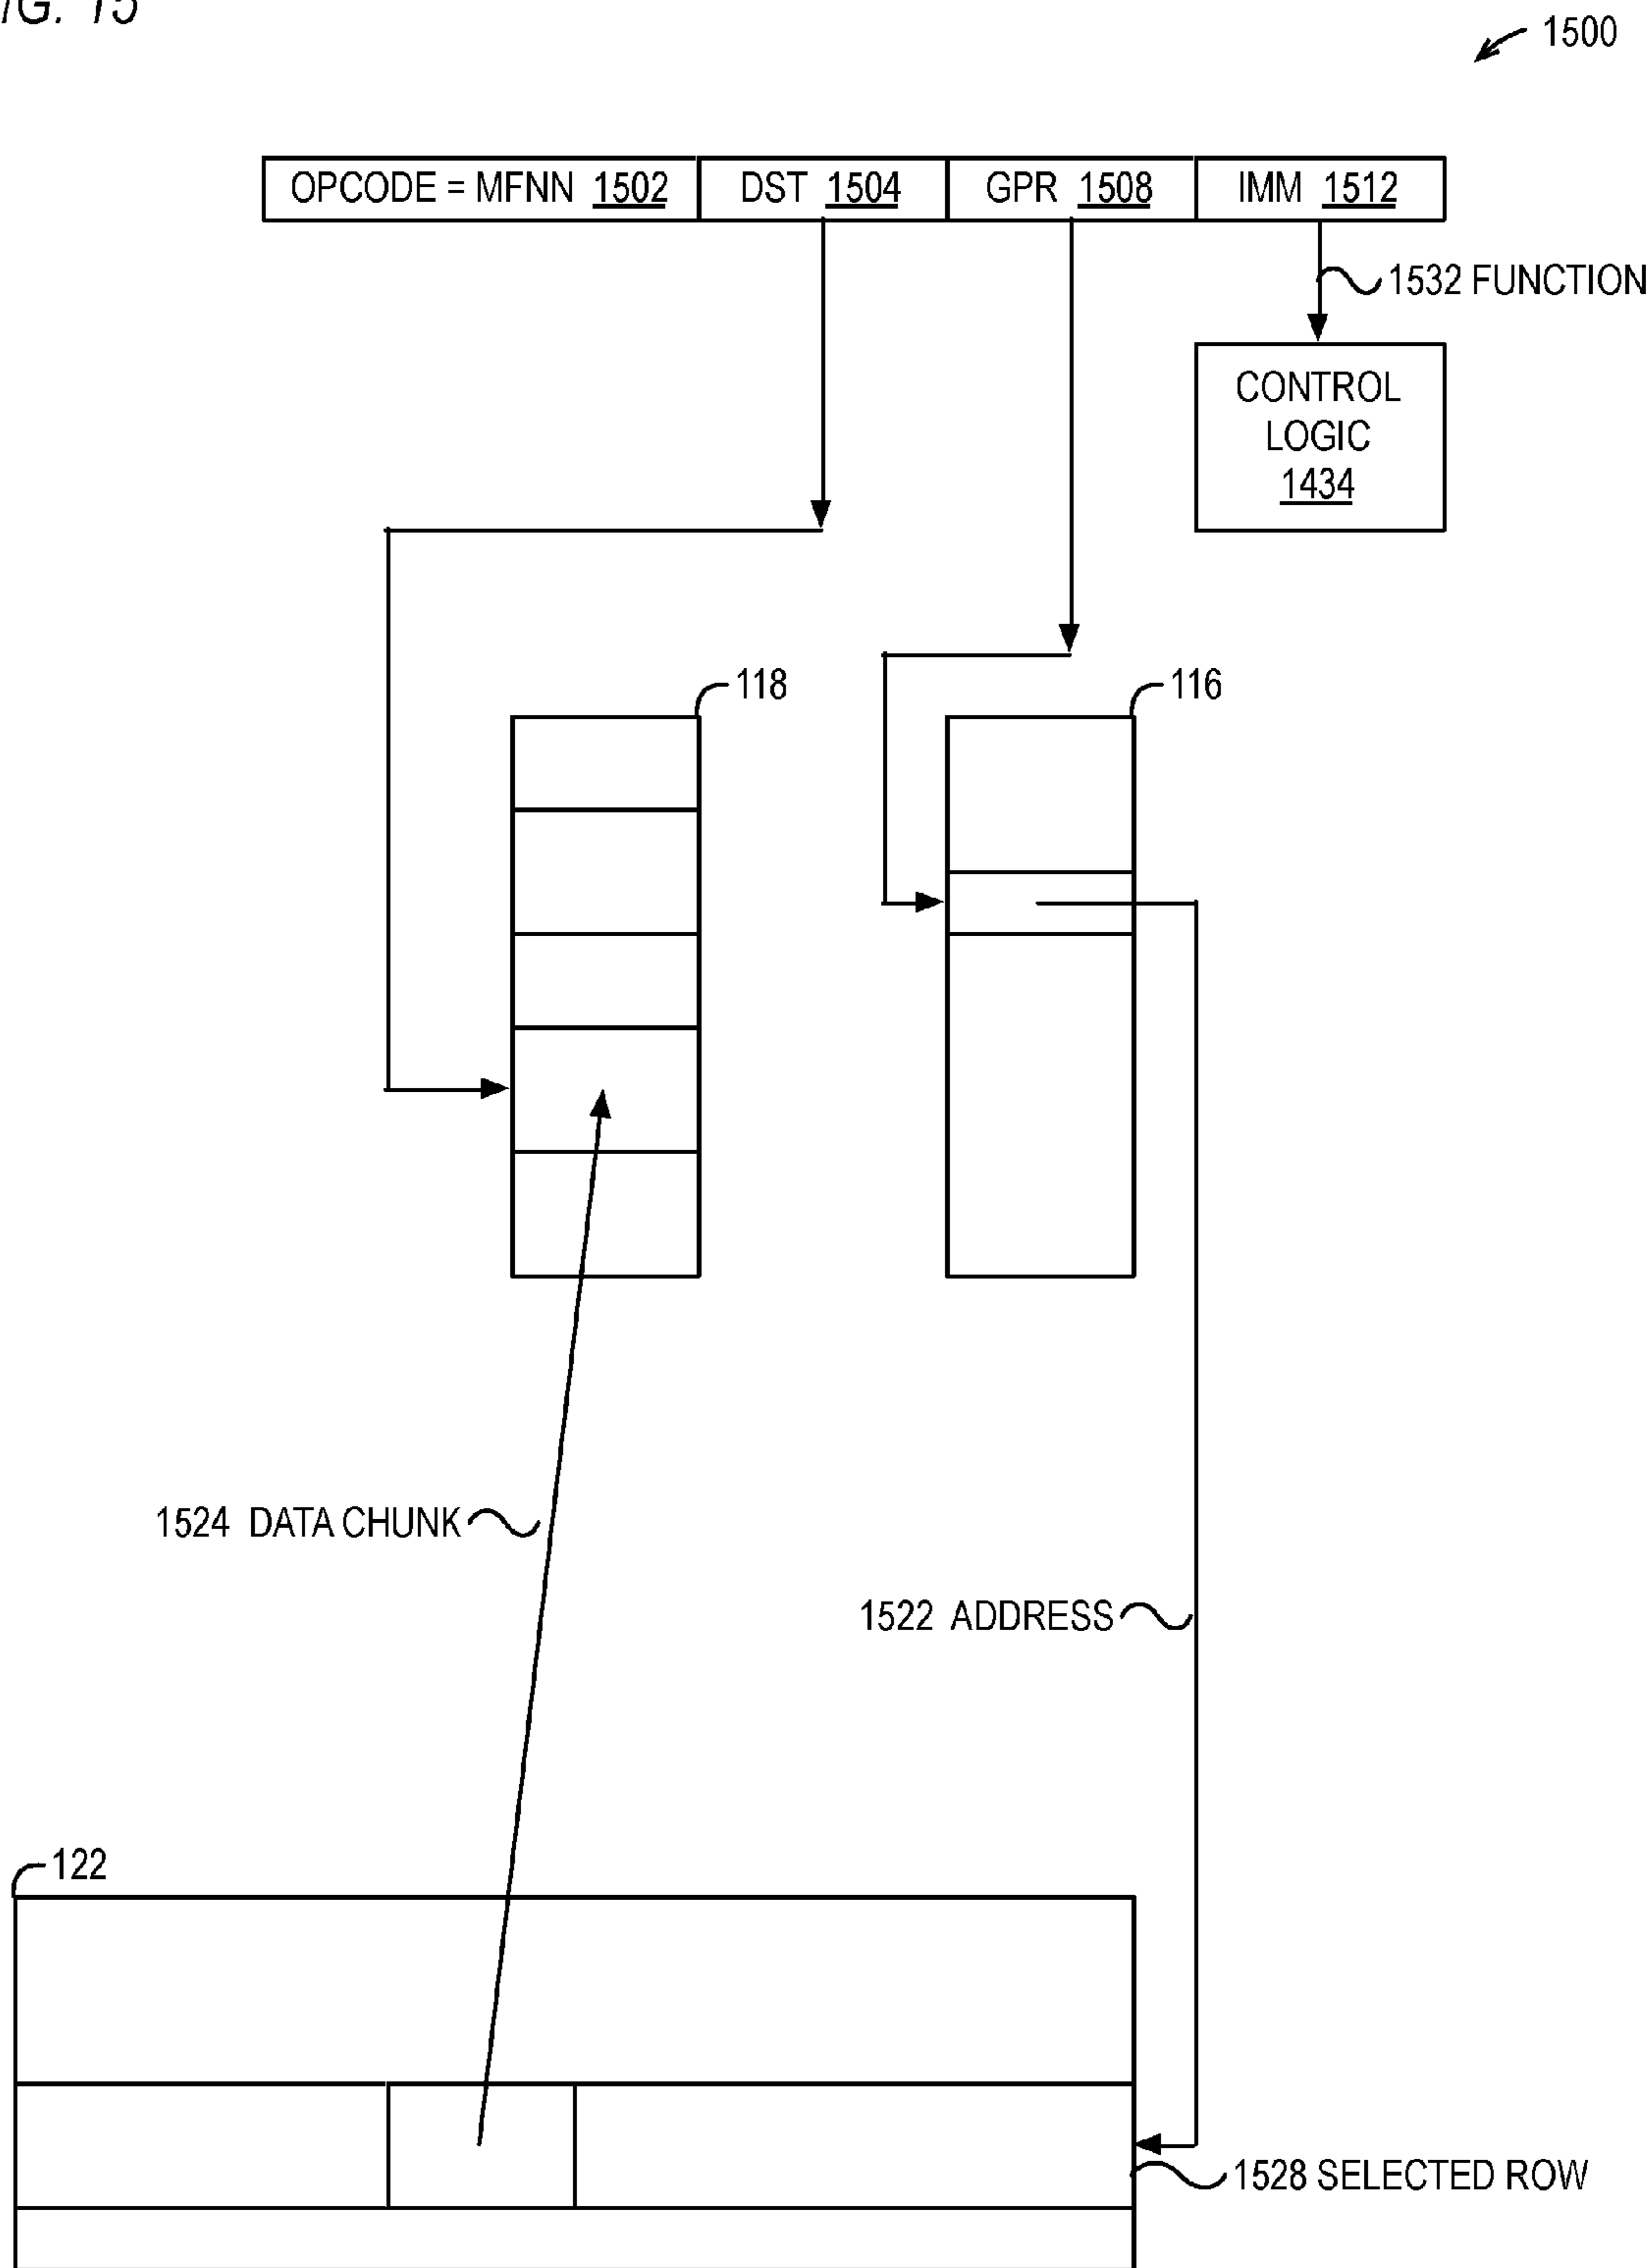 IG. 15
1500
OPCODE = MFNN 1502 DST 1504 GPR 1508 IMM 1512
1532 FUNCTION
CONTROL
LOGIC
1434
118
116
1524 DATA CHUNK
1522 ADDRESS
122
1528 SELECTED ROW